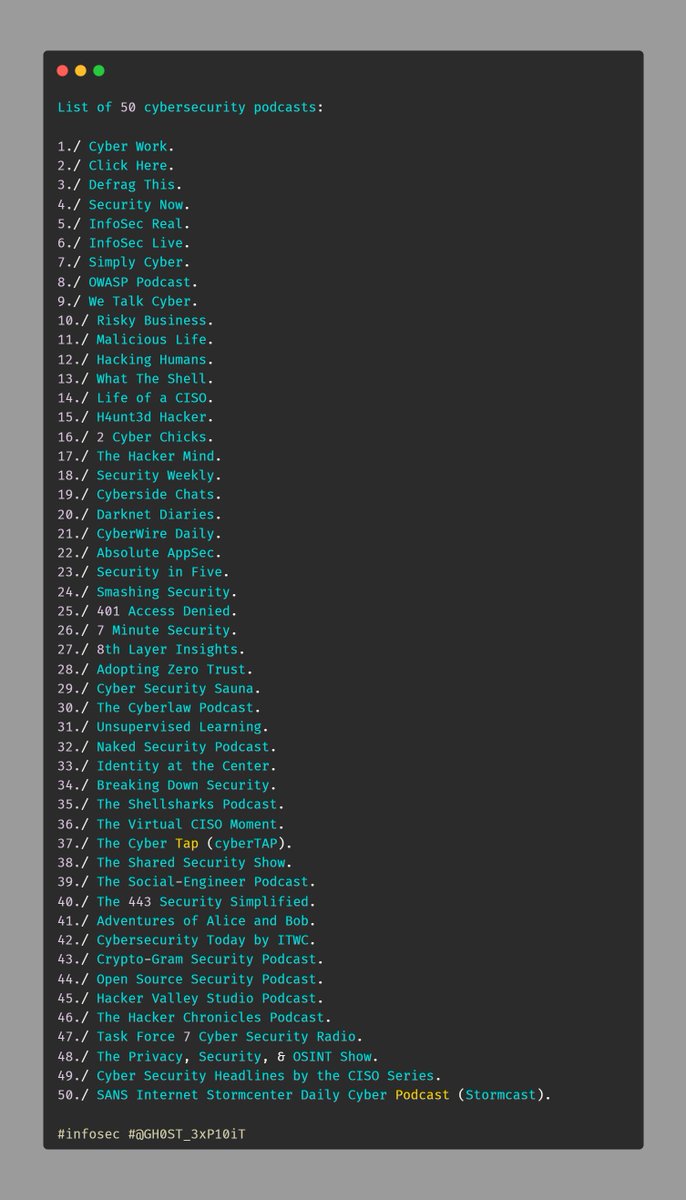 List of 50 cybersecurity podcasts:
1./ Cyber Work.
2./ Click Here.
3./ Defrag This.
4./ Security Now.
5./ InfoSec Real.
6./ InfoSec Live.
7./ Simply Cyber.
8./ OWASP Podcast.
9./ We Talk Cyber.
10./ Risky Business.
11./ Malicious Life.
12./ Hacking Humans.
13./ What The Shell.
14./ Life of a CISO.
15./ H4unt3d Hacker.
16./ 2 Cyber Chicks.
17./ The Hacker Mind.
18./ Security Weekly.
19./ Cyberside Chats.
20./ Darknet Diaries.
21./ CyberWire Daily.
22./ Absolute AppSec.
23./ Security in Five.
24./ Smashing Security.
25./ 401 Access Denied.
26./ 7 Minute Security.
27./ 8th Layer Insights.
28./ Adopting Zero Trust.
29./ Cyber Security Sauna.
30./ The Cyberlaw Podcast.
31./ Unsupervised Learning.
32./ Naked Security Podcast.
33./ Identity at the Center.
34./ Breaking Down Security.
35./ The Shellsharks Podcast.
36./ The Virtual CISO Moment.
37./ The Cyber Tap (cyberTAP).
38./ The Shared Security Show.
39./ The Social-Engineer Podcast.
40./ The 443 Security Simplified.
41./ Adventures of Alice and Bob.
42./ Cybersecurity Today by ITWC.
43./ Crypto-Gram Security Podcast.
44./ Open Source Security Podcast.
45./ Hacker Valley Studio Podcast.
46./ The Hacker Chronicles Podcast.
47./ Task Force 7 Cyber Security Radio.
48./ The Privacy, Security, & OSINT Show.
49./ Cyber Security Headlines by the CISO Series.
50./ SANS Internet Stormcenter Daily Cyber Podcast (Stormcast).
#infosec #@GH0ST_3xP10iT